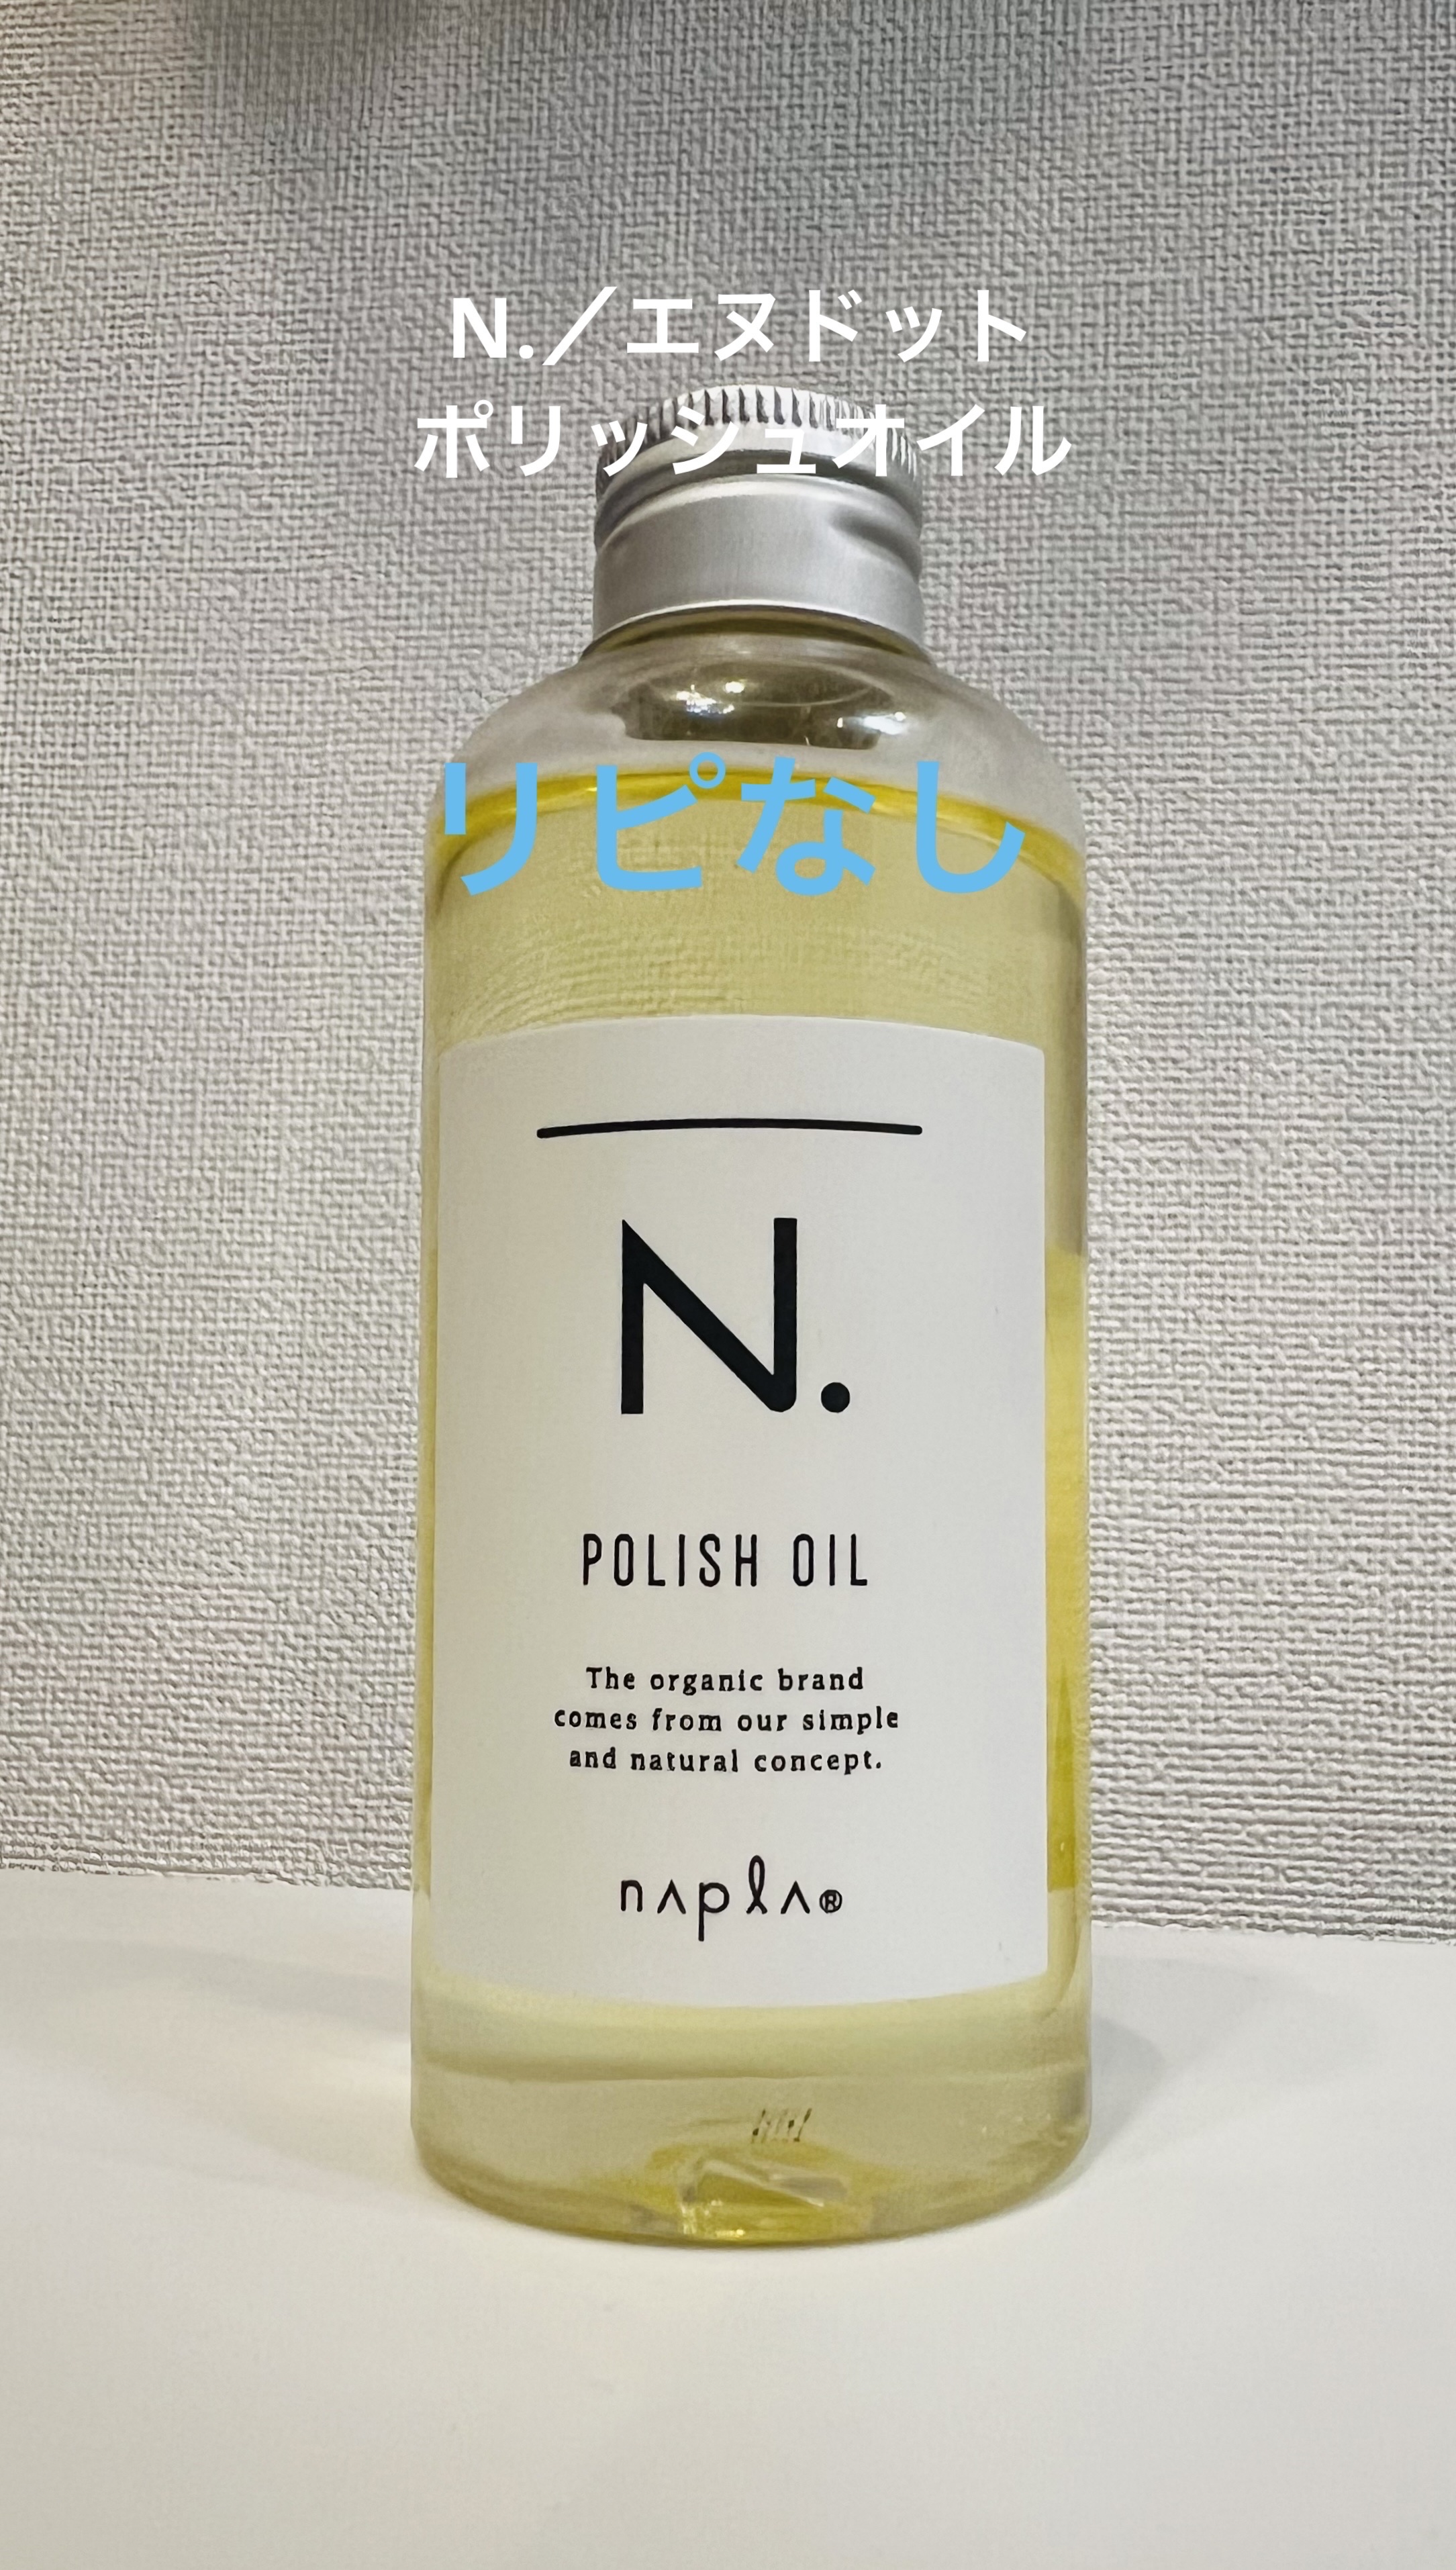 N.／エヌドット
ポリッシュオイル
リピなし
N.
POLISH OIL
The organic brand
comes from our simple
and natural concept.
napla®